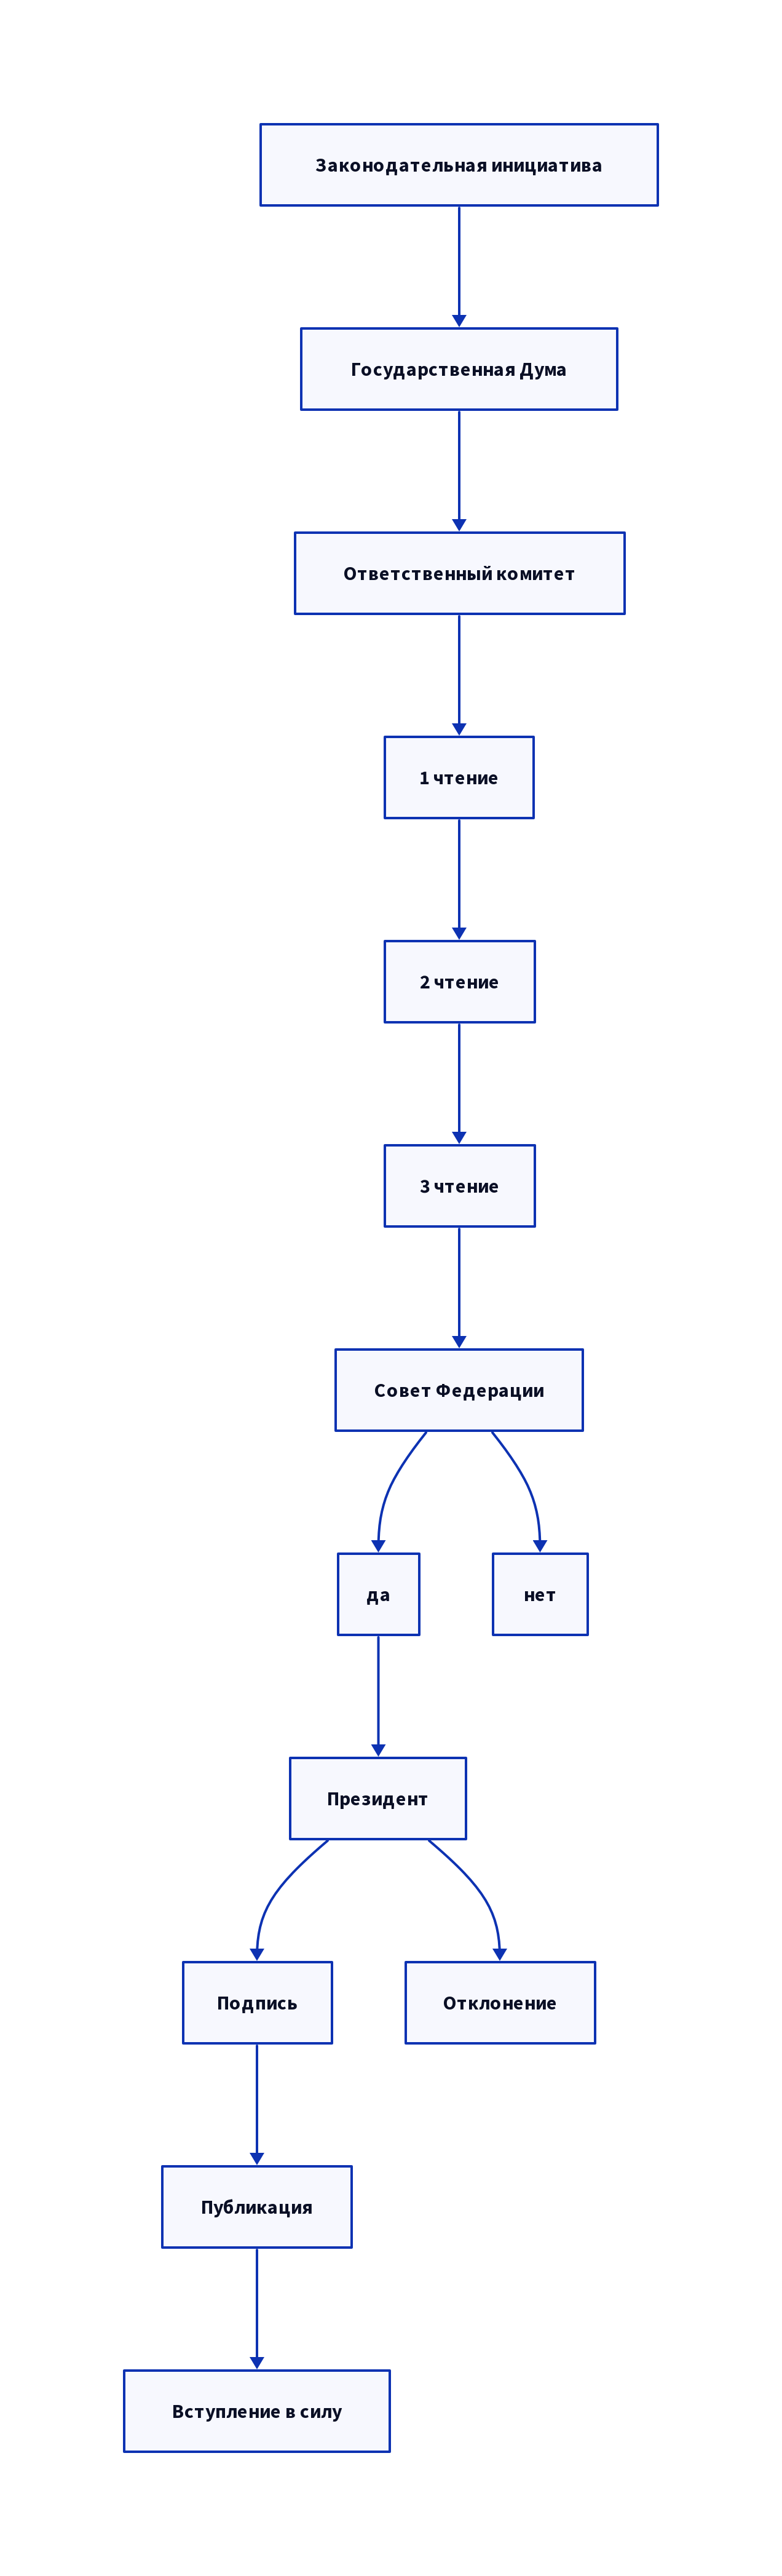 Законодательная инициатива
Государственная Дума
Ответственный комитет
1 чтение
2 чтение
3 чтение
Совет Федерации
да
нет
Президент
Подпись
Отклонение
Публикация
Вступление в силу